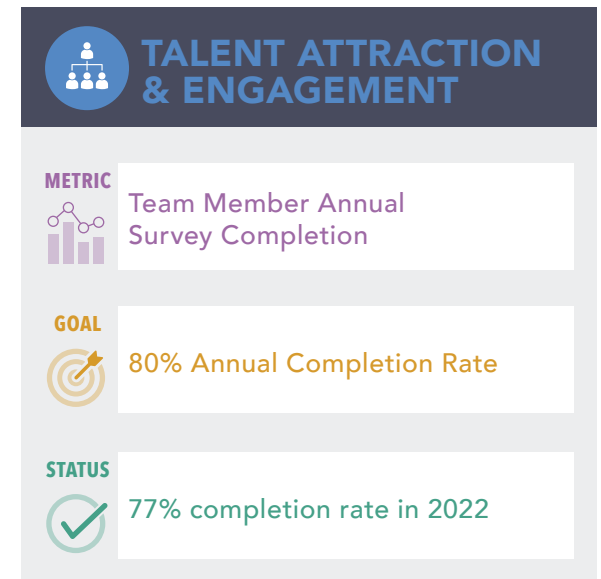 TALENT ATTRACTION
& ENGAGEMENT
METRIC
Team Member Annual
Survey Completion
GOAL
80% Annual Completion Rate
STATUS
77% completion rate in 2022